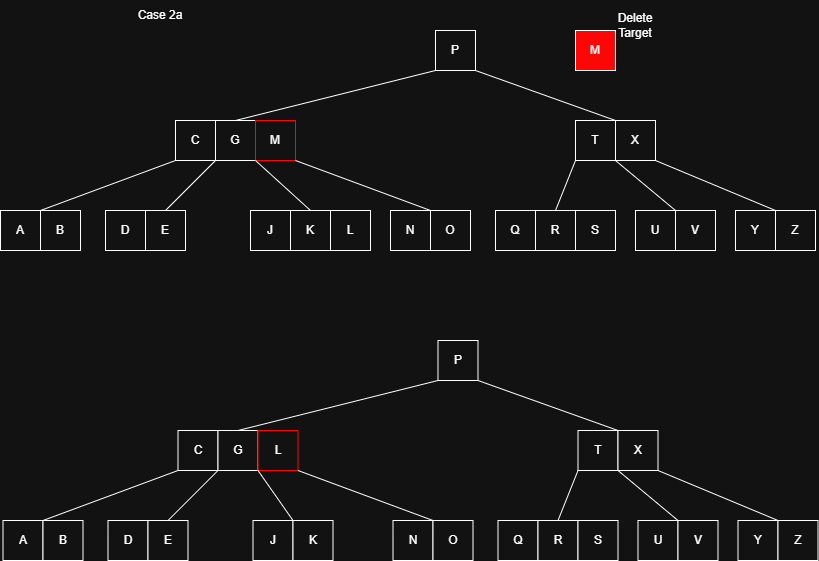 Case 2a
Delete
Target
P
M
C G M
T X
A B
D E
J K L
N O
Q R S
U V
Y Z
P
C G L
T X
A B
D E
J K
N O
Q R S
U V
Y Z